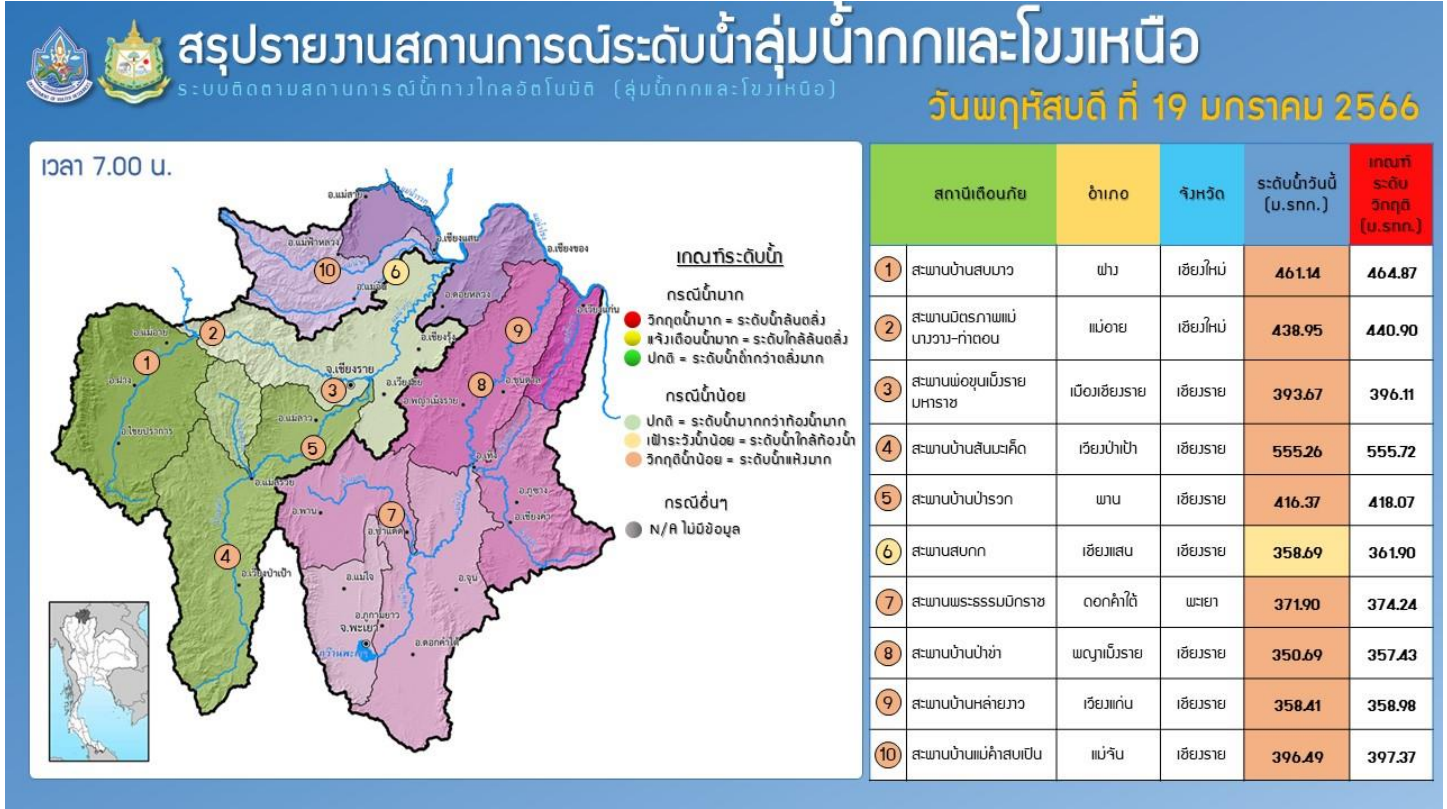 สรุปรายงานสถานการณ์ระดับน้ำลุ่มน้ำกกและโขงเหนือ
ระบบติดตามสถานการณ์น้ำทางไกลอัตโนมัติ (ลุ่มน้ำกกและโขงเหนือ)
วันพฤหัสบดี ที่ 19 มกราคม 2566
เวลา 7.00 น.
อ.แม่สาย
อ.แม่ฟ้าหลวง
อ.เชียงแสน
อ.เชียงของ
10
6
อ.ดอยหลวง
อ.เวียงแก่น
อ.แม่อาย
2
อ.เชียงรุ้ง
9
1
จ.เชียงราย
3
8
อ.ขุนตาล
อ.ฝาง
อ.พญาเม็งราย
อ.แม่ลาว
อ.ไชยปราการ
5
อ.เทิง
อ.แม่สรวย
อ.พาน
7
อ.ป่าแดด
อ.ภูซาง
อ.เชียงคำ
4
อ.เวียงป่าเป้า
อ.แม่ใจ
อ.จุน
อ.ภูกามยาว
จ.พะเยา
อ.ดอกคำใต้
เกณฑ์ระดับน้ำ
กรณีน้ำมาก
วิกฤตน้ำมาก = ระดับน้ำล้นตลิ่ง
แจ้งเตือนน้ำมาก = ระดับใกล้ล้นตลิ่ง
ปกติ = ระดับน้ำต่ำกว่าตลิ่งมาก
กรณีน้ำน้อย
ปกติ = ระดับน้ำมากกว่าท้องน้ำมาก
เฝ้าระวังน้ำน้อย = ระดับน้ำใกล้ท้องน้ำ
วิกฤตน้ำน้อย = ระดับน้ำแห้งมาก
กรณีอื่นๆ
N/A ไม่มีข้อมูล
สถานีเตือนภัย อำเภอ จังหวัด ระดับน้ำวันนี้ (ม.รทก.) เกณฑ์ระดับวิกฤติ (ม.รทก.)
1 สะพานบ้านสบมาว ฝาง เชียงใหม่ 461.14 464.87
2 สะพานมิตรภาพแม่นางวาง-ท่าตอน แม่อาย เชียงใหม่ 438.95 440.90
3 สะพานพ่อขุนเม็งรายมหาราช เมืองเชียงราย เชียงราย 393.67 396.11
4 สะพานบ้านสันมะเค็ด เวียงป่าเป้า เชียงราย 555.26 555.72
5 สะพานบ้านป่ารวก พาน เชียงราย 416.37 418.07
6 สะพานสบกก เชียงแสน เชียงราย 358.69 361.90
7 สะพานพระธรรมมิกราช ดอกคำใต้ พะเยา 371.90 374.24
8 สะพานบ้านป่าข่า พญาเม็งราย เชียงราย 350.69 357.43
9 สะพานบ้านหล่ายงาว เวียงแก่น เชียงราย 358.41 358.98
10 สะพานบ้านแม่คำสบเปิน แม่จัน เชียงราย 396.49 397.37